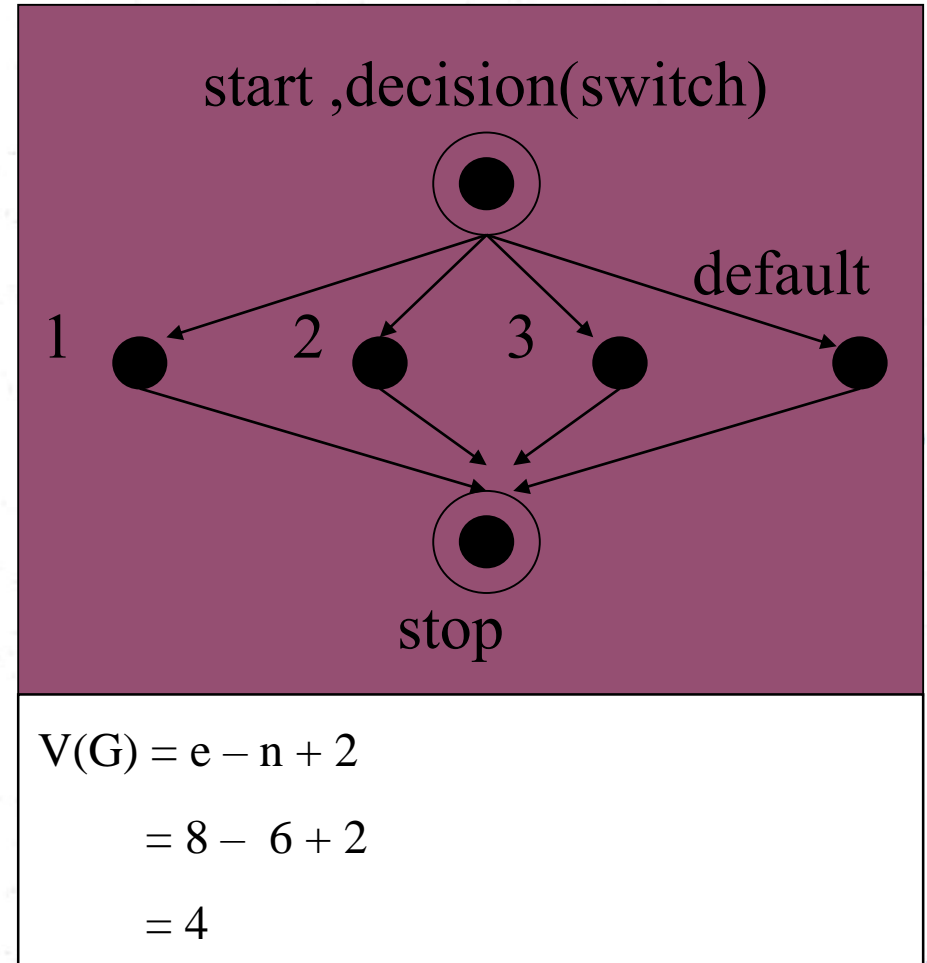 start ,decision(switch)
default
1 2 3
stop
V(G) = e – n + 2
= 8 – 6 + 2
= 4